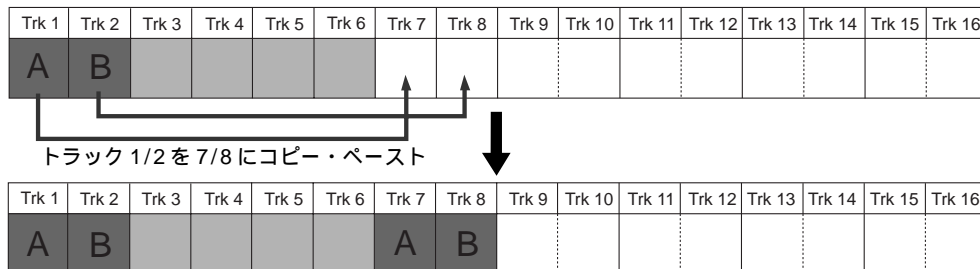 Trk 1 Trk 2 Trk 3 Trk 4 Trk 5 Trk 6 Trk 7 Trk 8 Trk 9 Trk 10 Trk 11 Trk 12 Trk 13 Trk 14 Trk 15 Trk 16
A B
トラック 1/2 を 7/8 にコピー・ペースト
Trk 1 Trk 2 Trk 3 Trk 4 Trk 5 Trk 6 Trk 7 Trk 8 Trk 9 Trk 10 Trk 11 Trk 12 Trk 13 Trk 14 Trk 15 Trk 16
A B A B